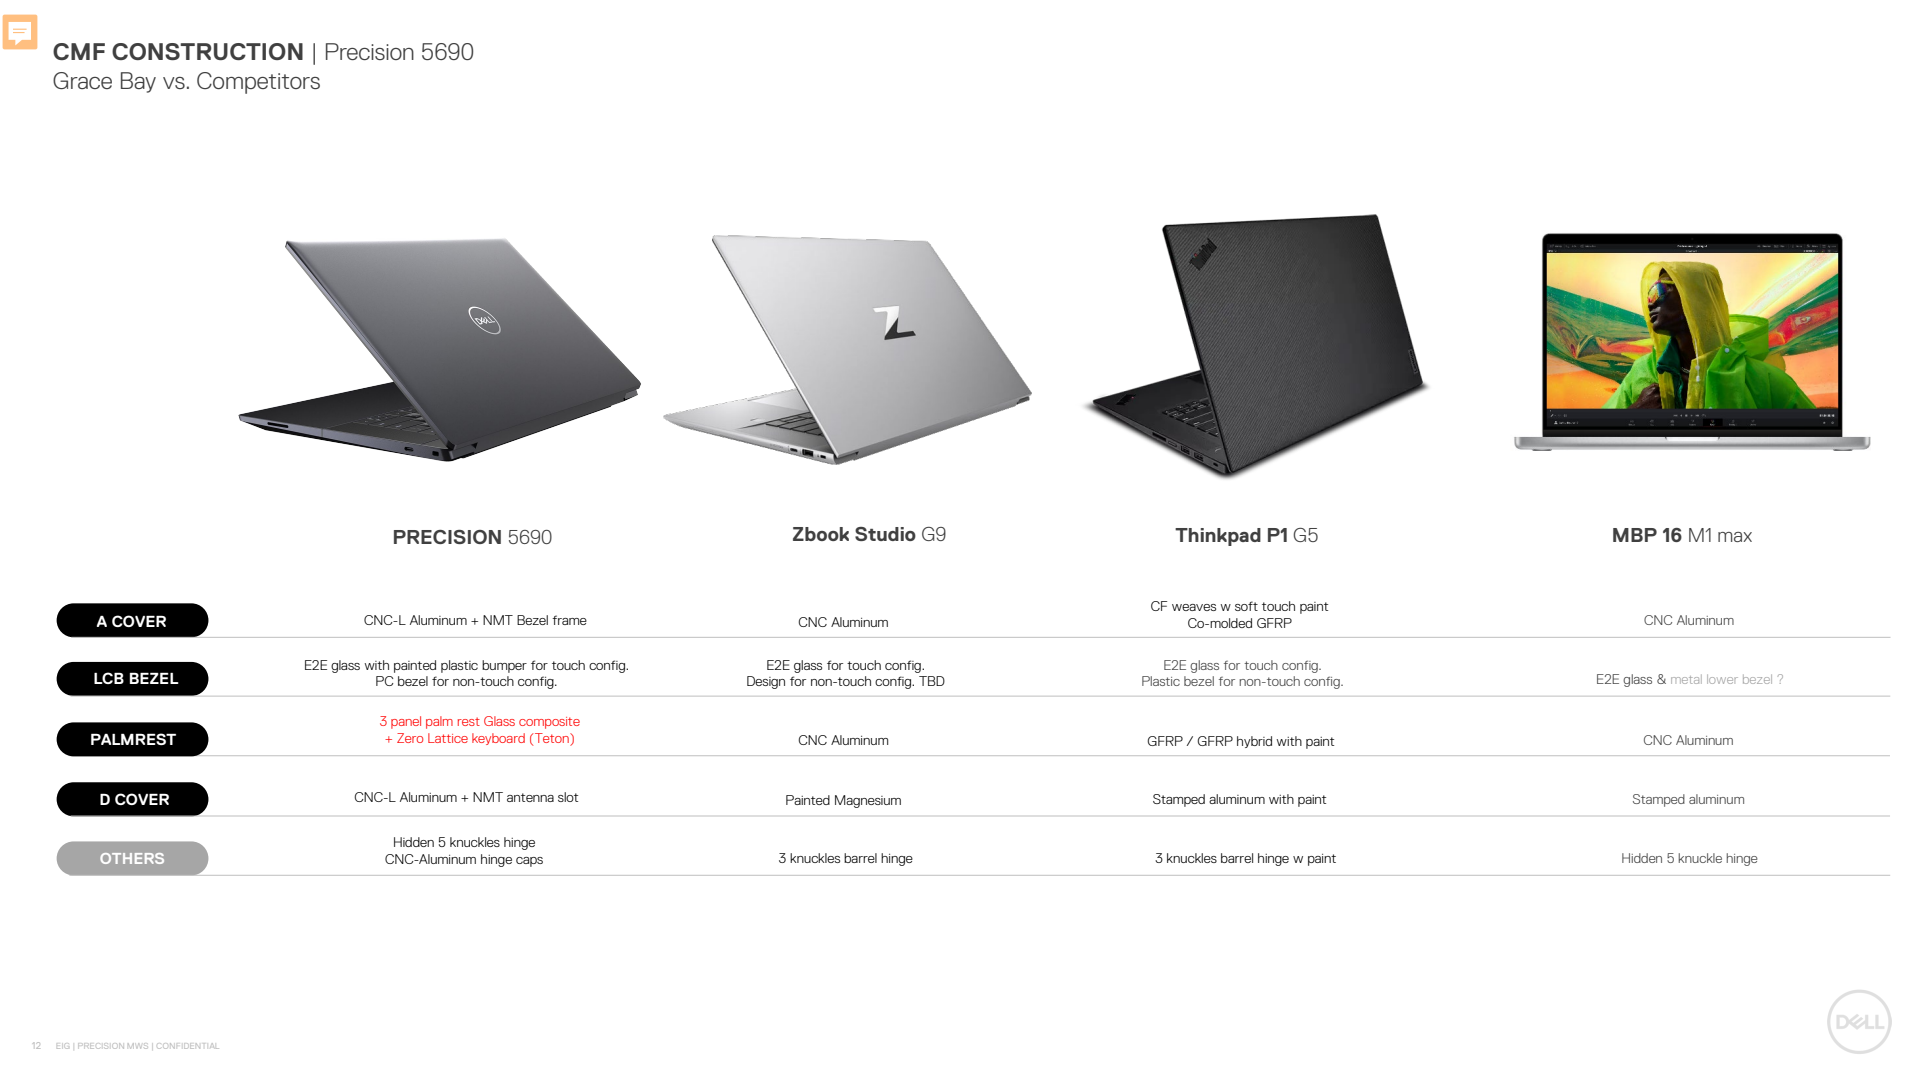 CMF CONSTRUCTION | Precision 5690
Grace Bay vs. Competitors
DELL
Z
PRECISION 5690
Zbook Studio G9
Thinkpad P1 G5
MBP 16 M1 max
A COVER
CNC-L Aluminum + NMT Bezel frame
CNC Aluminum
CF weaves w soft touch paint
Co-molded GFRP
CNC Aluminum
LCB BEZEL
E2E glass with painted plastic bumper for touch config.
PC bezel for non-touch config.
E2E glass for touch config.
Design for non-touch config. TBD
E2E glass for touch config.
Plastic bezel for non-touch config.
E2E glass & metal lower bezel ?
PALMREST
3 panel palm rest Glass composite
+ Zero Lattice keyboard (Teton)
CNC Aluminum
GFRP / GFRP hybrid with paint
CNC Aluminum
D COVER
CNC-L Aluminum + NMT antenna slot
Painted Magnesium
Stamped aluminum with paint
Stamped aluminum
OTHERS
Hidden 5 knuckles hinge
CNC-Aluminum hinge caps
3 knuckles barrel hinge
3 knuckles barrel hinge w paint
Hidden 5 knuckle hinge
12 EIG | PRECISION MWS | CONFIDENTIAL
DELL